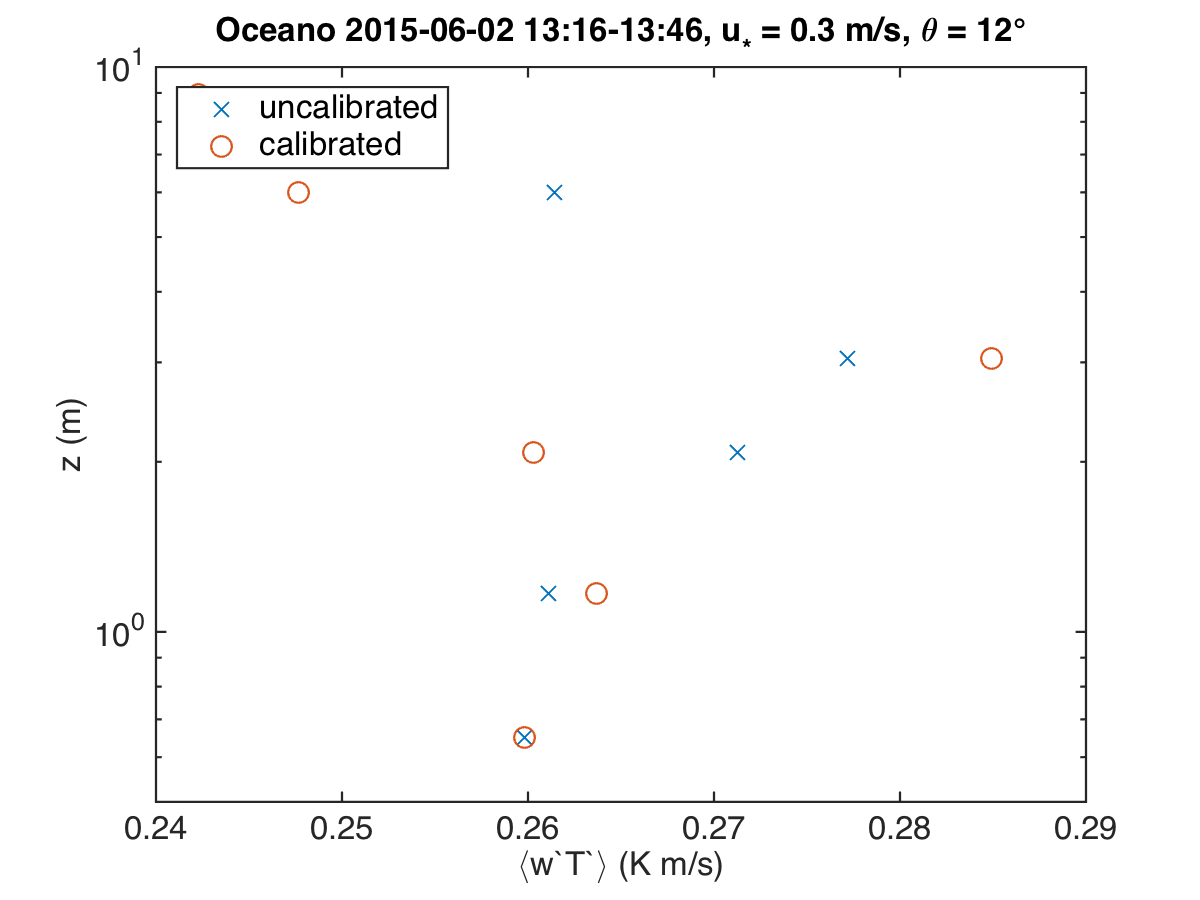 Oceano 2015-06-02 13:16-13:46, u* = 0.3 m/s, θ = 12°
10¹
uncalibrated
calibrated
z (m)
10⁰
0.24 0.25 0.26 0.27 0.28 0.29
⟨w`T`⟩ (K m/s)